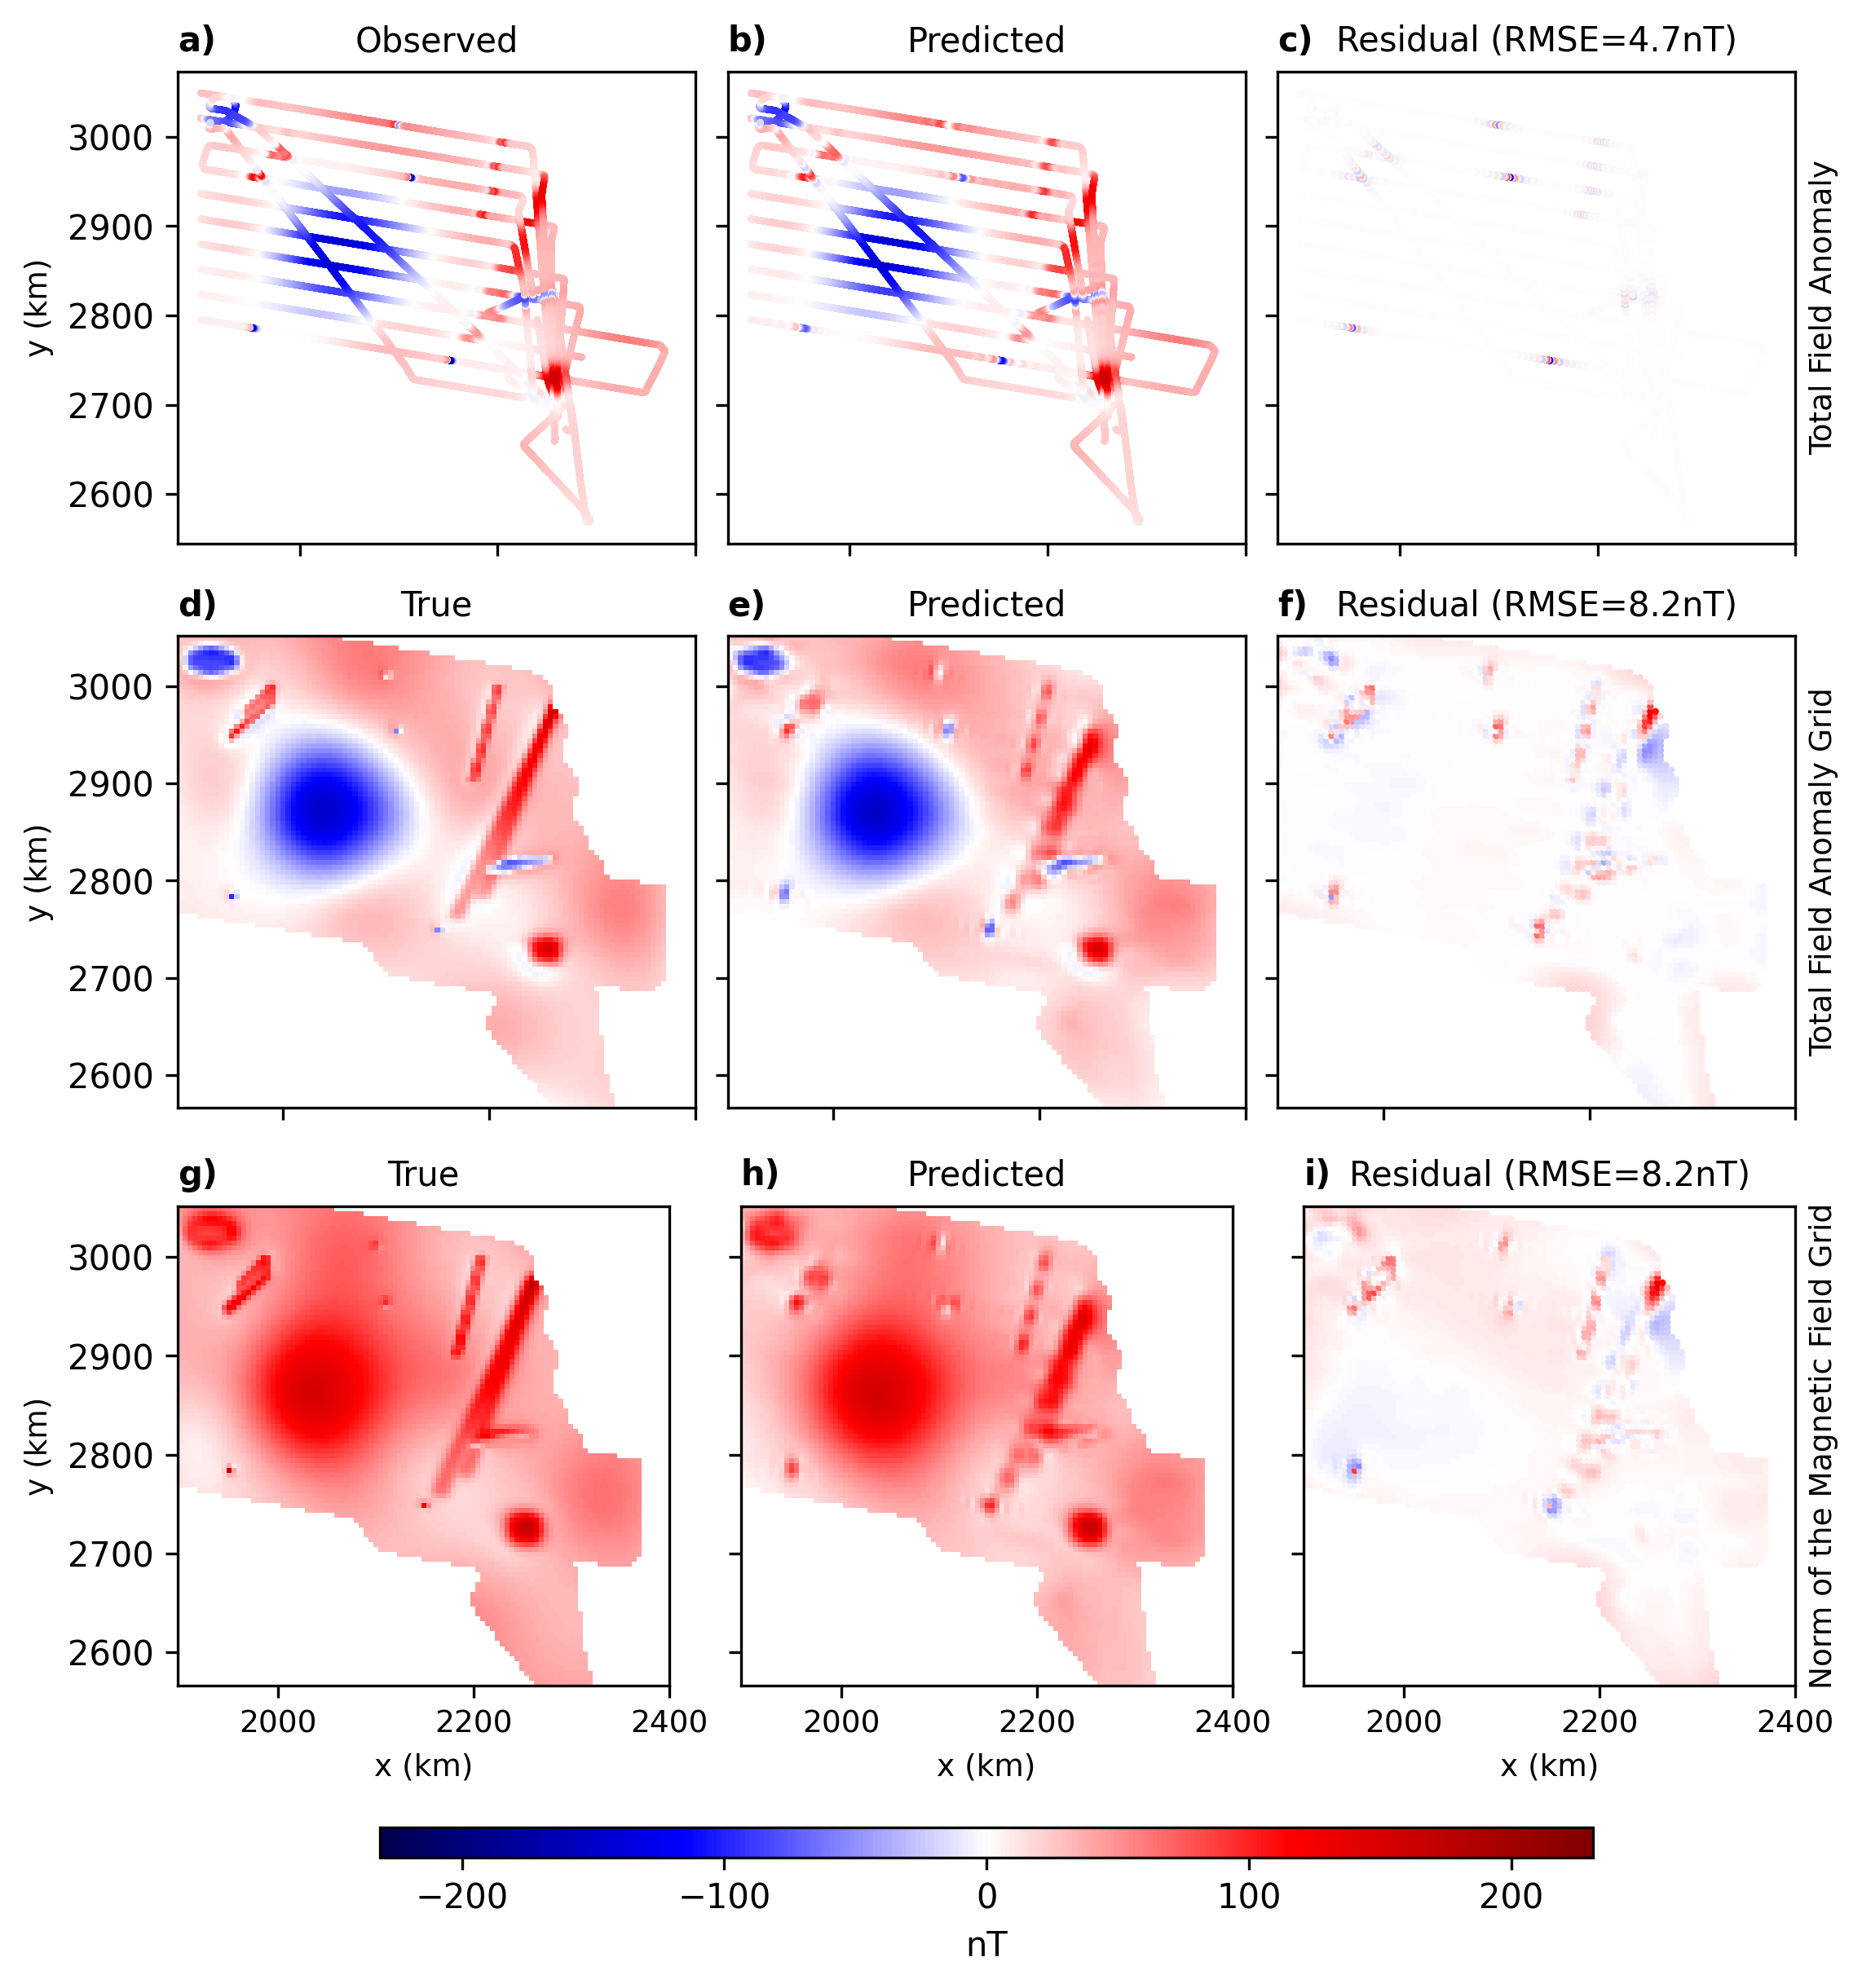 a) Observed
b) Predicted
c) Residual (RMSE=4.7nT)
3000
2900
2800
2700
2600
y (km)
Total Field Anomaly
d) True
e) Predicted
f) Residual (RMSE=8.2nT)
3000
2900
2800
2700
2600
y (km)
Total Field Anomaly Grid
g) True
h) Predicted
i) Residual (RMSE=8.2nT)
3000
2900
2800
2700
2600
y (km)
Norm of the Magnetic Field Grid
2000 2200 2400
2000 2200 2400
2000 2200 2400
x (km)
x (km)
x (km)
−200 −100 0 100 200
nT